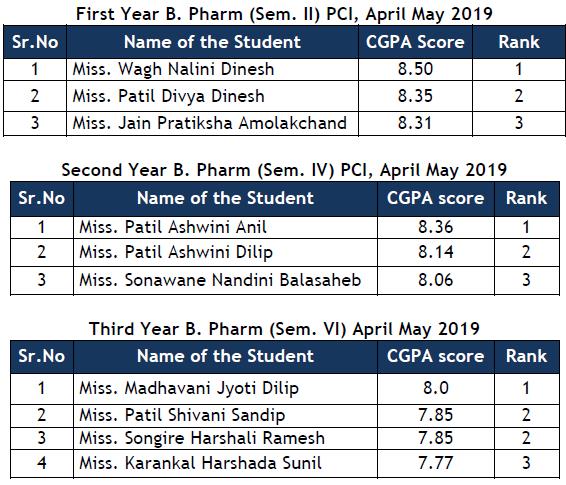 First Year B. Pharm (Sem. II) PCI, April May 2019
Sr.No Name of the Student CGPA Score Rank
1 Miss. Wagh Nalini Dinesh 8.50 1
2 Miss. Patil Divya Dinesh 8.35 2
3 Miss. Jain Pratiksha Amolakchand 8.31 3
Second Year B. Pharm (Sem. IV) PCI, April May 2019
Sr.No Name of the Student CGPA score Rank
1 Miss. Patil Ashwini Anil 8.36 1
2 Miss. Patil Ashwini Dilip 8.14 2
3 Miss. Sonawane Nandini Balasaheb 8.06 3
Third Year B. Pharm (Sem. VI) April May 2019
Sr.No Name of the Student CGPA score Rank
1 Miss. Madhavani Jyoti Dilip 8.0 1
2 Miss. Patil Shivani Sandip 7.85 2
3 Miss. Songire Harshali Ramesh 7.85 2
4 Miss. Karankal Harshada Sunil 7.77 3